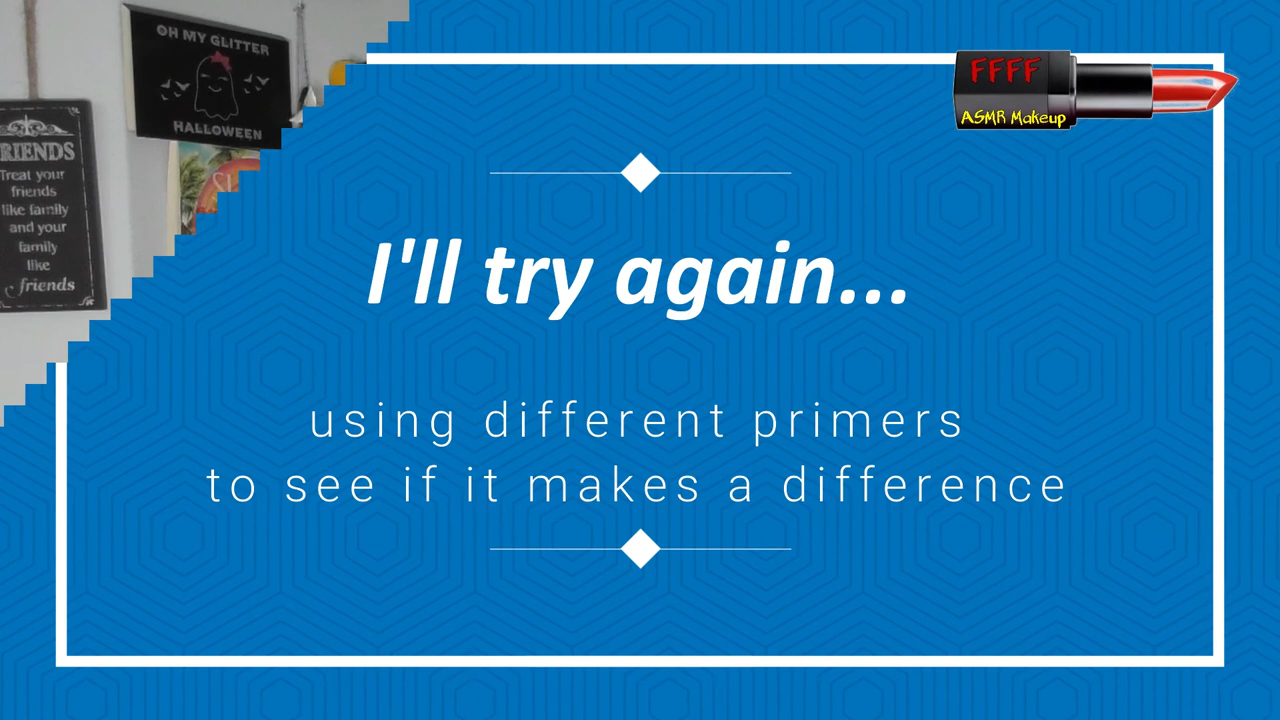 OH MY GLITTER
HALLOWEEN
RIENDS
Treat your
friends
like family
and your
family
like
friends
FFFF
ASMR Makeup
I'll try again...
using different primers
to see if it makes a difference